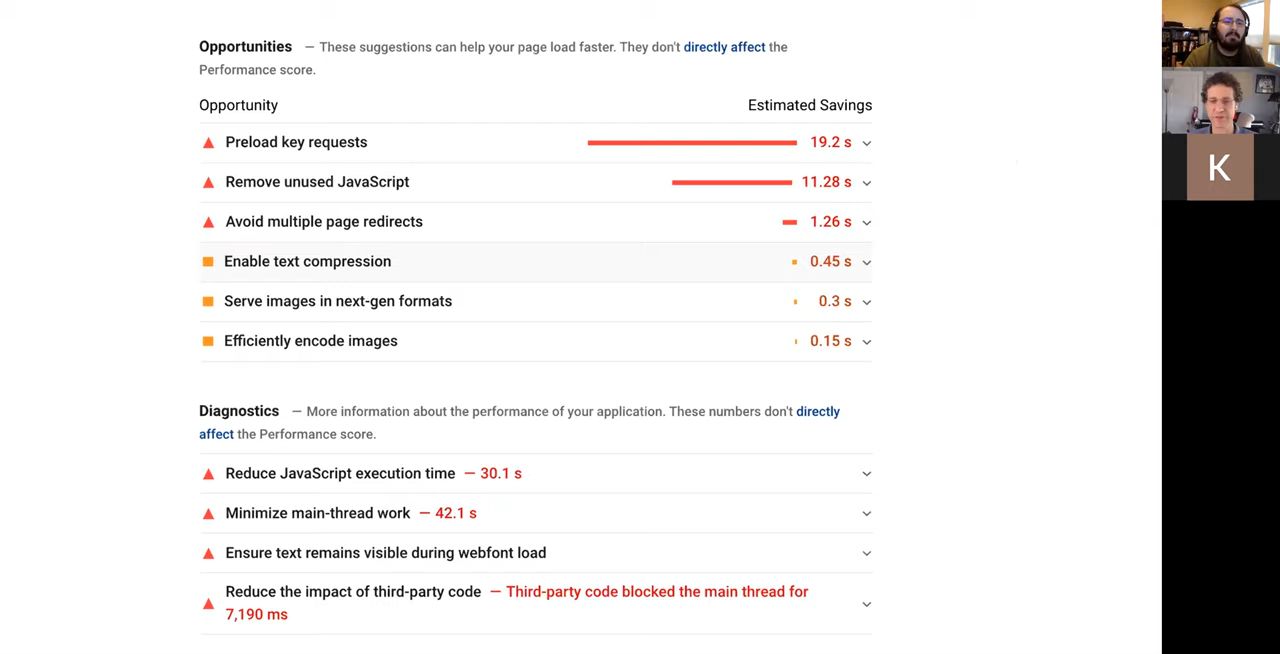 Opportunities — These suggestions can help your page load faster. They don't directly affect the
Performance score.
Opportunity Estimated Savings
Preload key requests 19.2 s
Remove unused JavaScript 11.28 s
Avoid multiple page redirects 1.26 s
Enable text compression 0.45 s
Serve images in next-gen formats 0.3 s
Efficiently encode images 0.15 s
Diagnostics — More information about the performance of your application. These numbers don't directly
affect the Performance score.
Reduce JavaScript execution time — 30.1 s
Minimize main-thread work — 42.1 s
Ensure text remains visible during webfont load
Reduce the impact of third-party code — Third-party code blocked the main thread for
7,190 ms
K